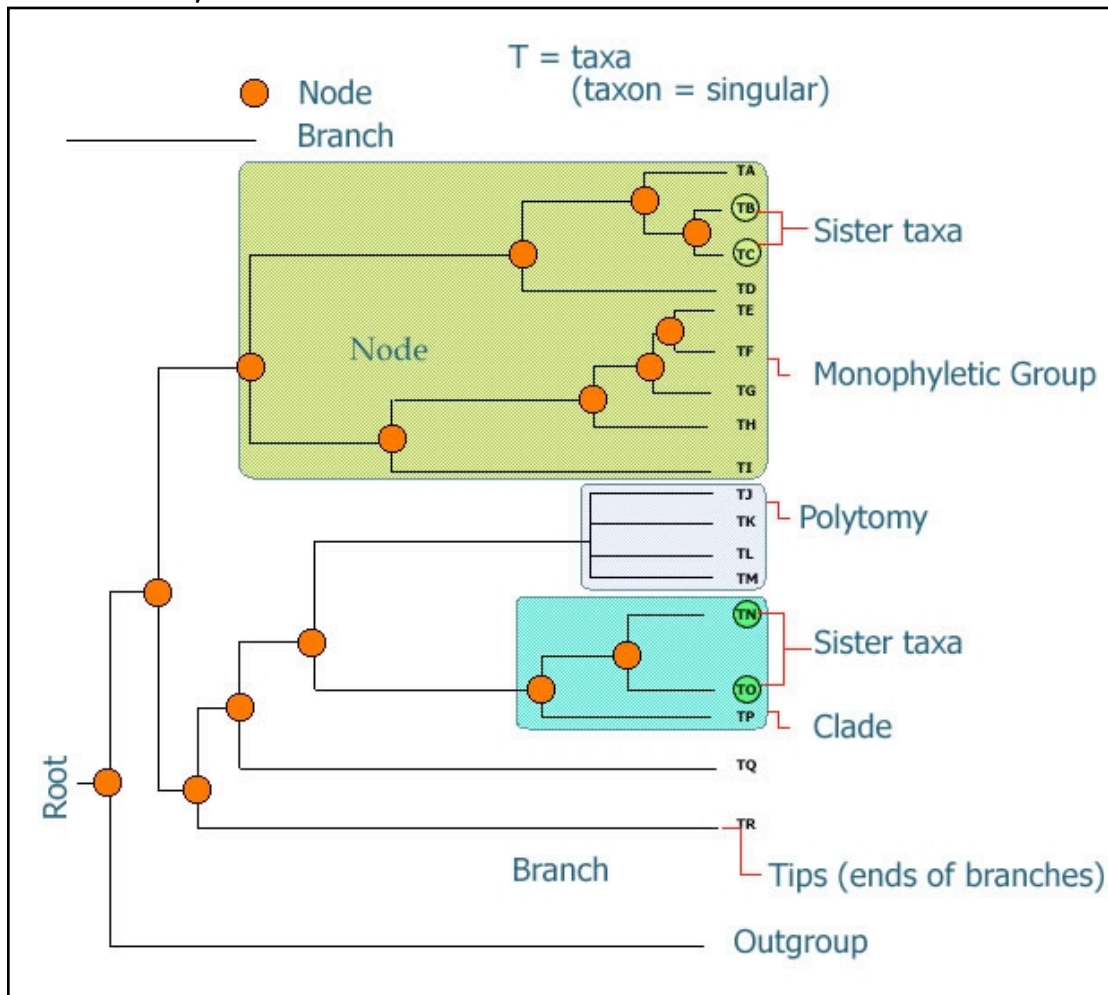 T = taxa
(taxon = singular)
Node
Branch
TA
TB
Sister taxa
TC
TD
TE
Node
TF
Monophyletic Group
TG
TH
TI
TJ
Polytomy
TK
TL
TM
TN
Sister taxa
TO
TP
Clade
TQ
Root
TR
Branch
Tips (ends of branches)
Outgroup